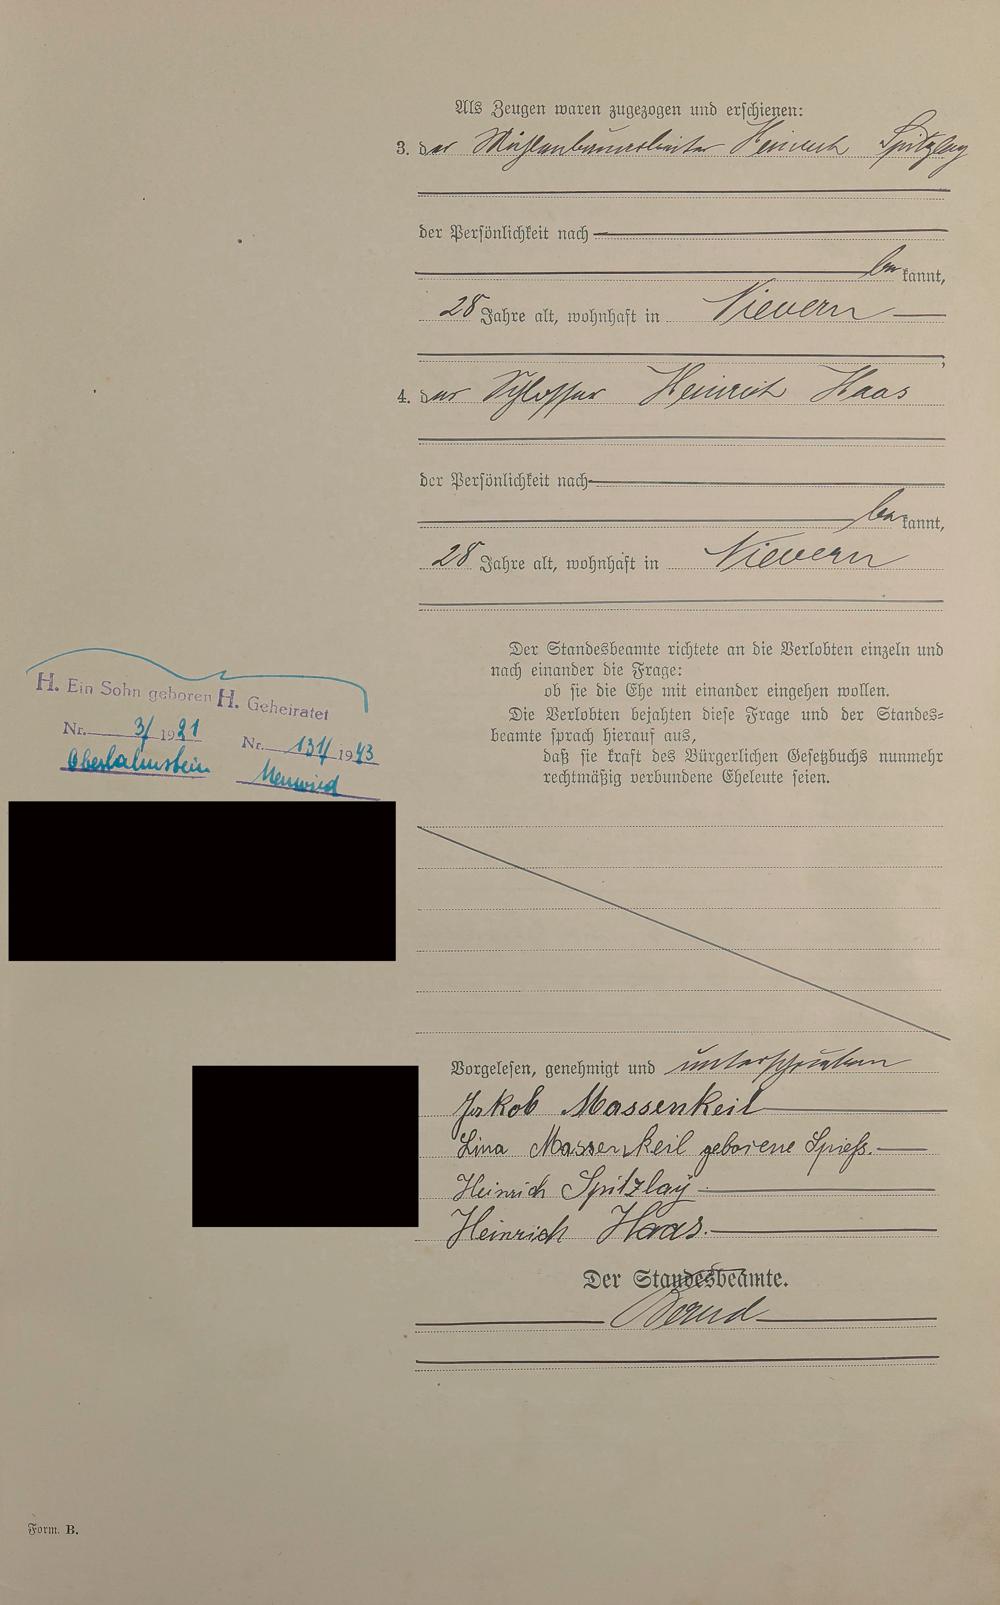 Als Zeugen waren zugezogen und erschienen:
3. der Heinrich Spitzlay
der Persönlichkeit nach
bekannt,
28 Jahre alt, wohnhaft in Nievern
4. der Schlosser Heinrich Haas
der Persönlichkeit nach
bekannt,
28 Jahre alt, wohnhaft in Nievern
Der Standesbeamte richtete an die Verlobten einzeln und
nach einander die Frage:
ob sie die Ehe mit einander eingehen wollen.
Die Verlobten bejahten diese Frage und der Standes=
beamte sprach hierauf aus,
daß sie kraft des Bürgerlichen Gesetzbuchs nunmehr
rechtmäßig verbundene Eheleute seien.
H. Ein Sohn geboren
Nr. 3/1921
Oberlahnstein
H. Geheiratet
Nr. 131/1943
Neuwied
Vorgelesen, genehmigt und unterschrieben
Jakob Massenkeil
Lina Massenkeil geborene Spieß.
Heinrich Spitzlay
Heinrich Haas.
Der Standesbeamte.
Form. B.